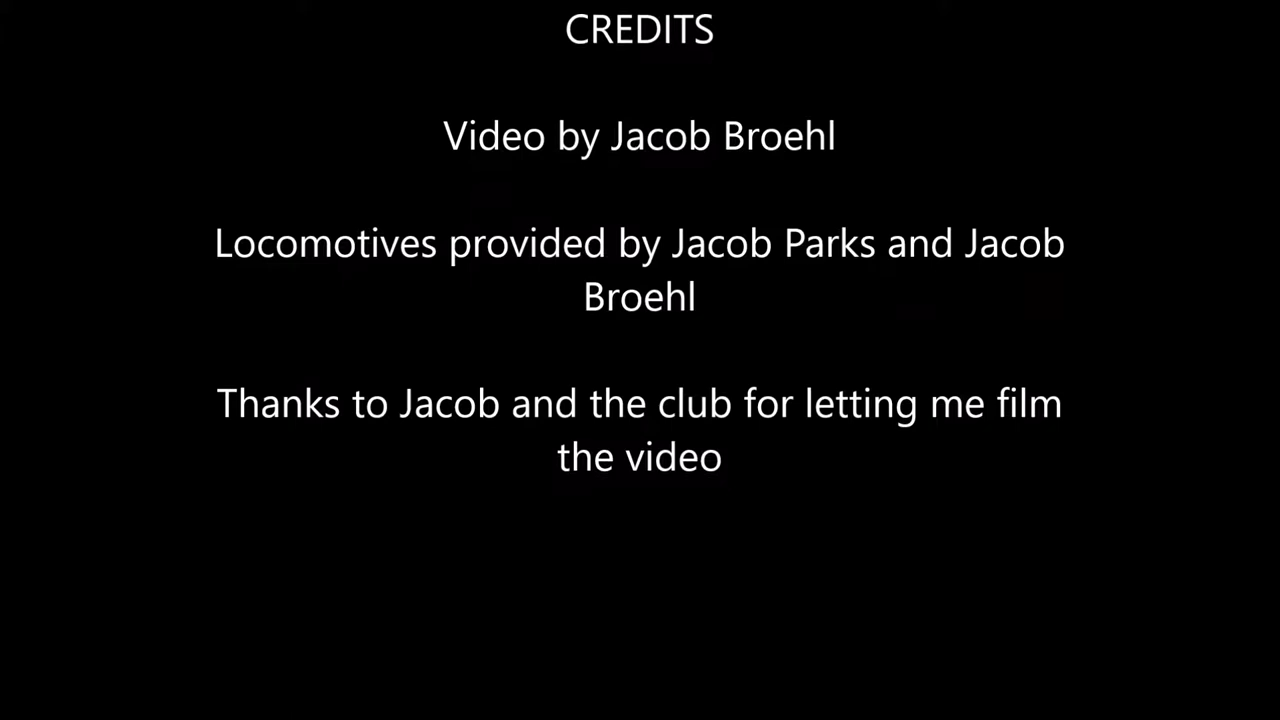 CREDITS
Video by Jacob Broehl
Locomotives provided by Jacob Parks and Jacob
Broehl
Thanks to Jacob and the club for letting me film
the video